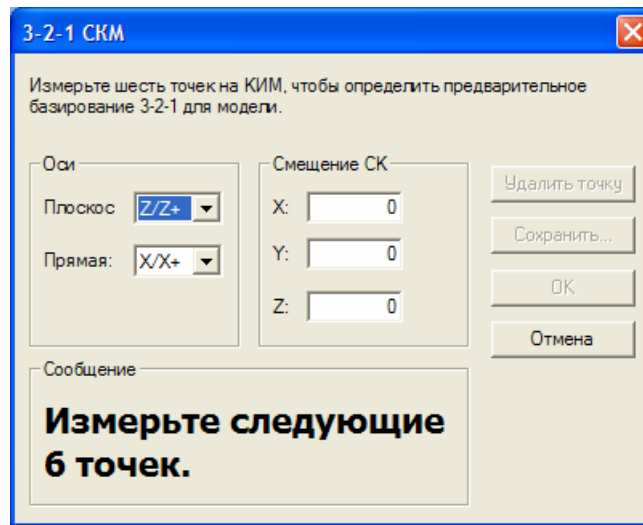 3-2-1 СКМ
Измерьте шесть точек на КИМ, чтобы определить предварительное
базирование 3-2-1 для модели.
Оси
Плоскос Z/Z+
Прямая: X/X+
Смещение СК
X: 0
Y: 0
Z: 0
Удалить точку
Сохранить...
OK
Отмена
Сообщение
Измерьте следующие
6 точек.